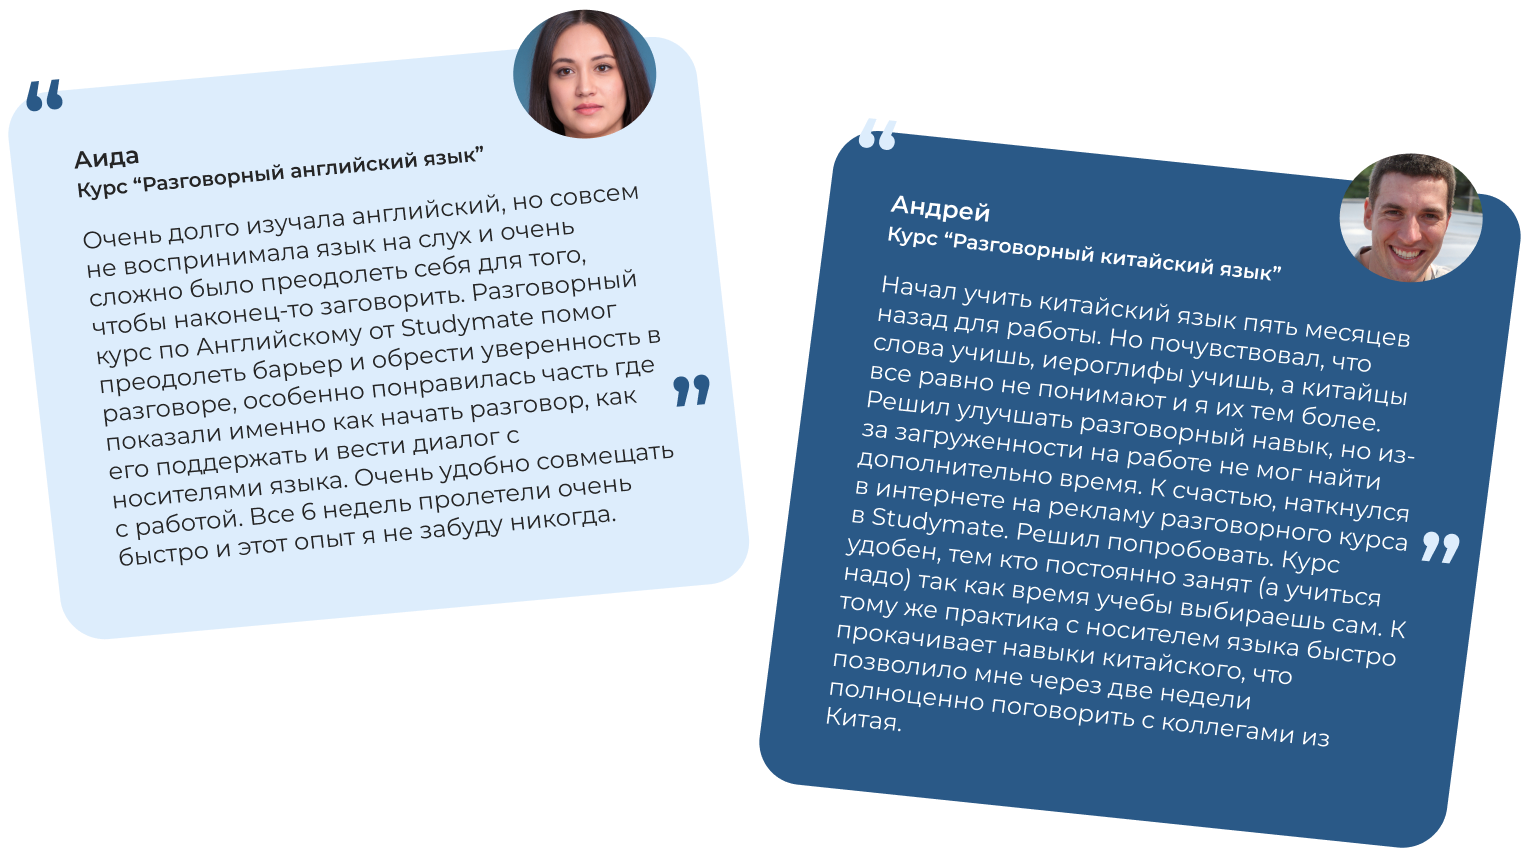 “
Аида
Курс “Разговорный английский язык”
Очень долго изучала английский, но совсем
не воспринимала язык на слух и очень
сложно было преодолеть себя для того,
чтобы наконец-то заговорить. Разговорный
курс по Английскому от Studymate помог
преодолеть барьер и обрести уверенность в
разговоре, особенно понравилась часть где
показали именно как начать разговор, как
его поддержать и вести диалог с
носителями языка. Очень удобно совмещать
с работой. Все 6 недель пролетели очень
быстро и этот опыт я не забуду никогда.
”
“
Андрей
Курс “Разговорный китайский язык”
Начал учить китайский язык пять месяцев
назад для работы. Но почувствовал, что
слова учишь, иероглифы учишь, а китайцы
все равно не понимают и я их тем более.
Решил улучшать разговорный навык, но из-
за загруженности на работе не мог найти
дополнительно время. К счастью, наткнулся
в интернете на рекламу разговорного курса
в Studymate. Решил попробовать. Курс
удобен, тем кто постоянно занят (а учиться
надо) так как время учебы выбираешь сам. К
тому же практика с носителем языка быстро
прокачивает навыки китайского, что
позволило мне через две недели
полноценно поговорить с коллегами из
Китая.
”